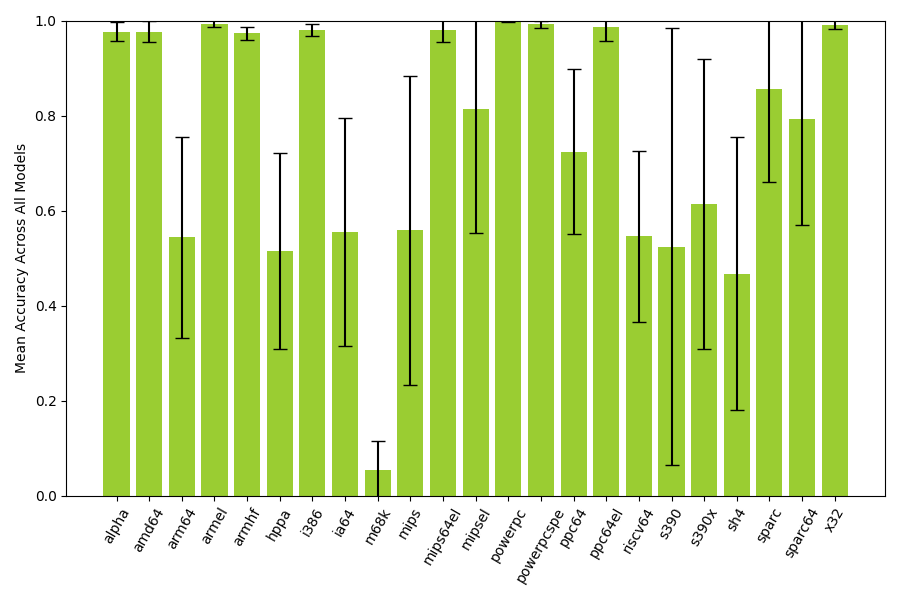 Mean Accuracy Across All Models
1.0
0.8
0.6
0.4
0.2
0.0
alpha
amd64
arm64
armel
armhf
hppa
i386
ia64
m68k
mips
mips64el
mipsel
powerpc
powerpcspe
ppc64
ppc64el
riscv64
s390
s390x
sh4
sparc
sparc64
x32